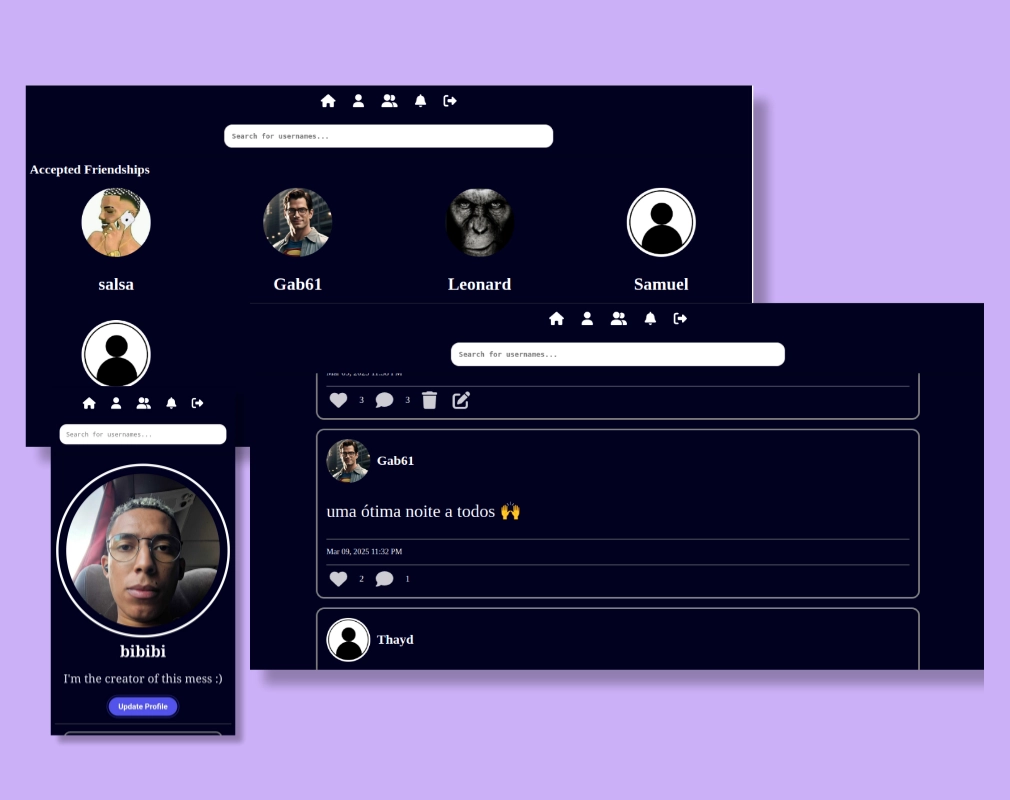 Search for usernames...
Accepted Friendships
salsa
Gab61
Leonard
Samuel
Search for usernames...
3
3
Gab61
uma ótima noite a todos 🙌
Mar 09, 2025 11:32 PM
2
1
Thayd
Search for usernames...
bibibi
I'm the creator of this mess :)
Update Profile